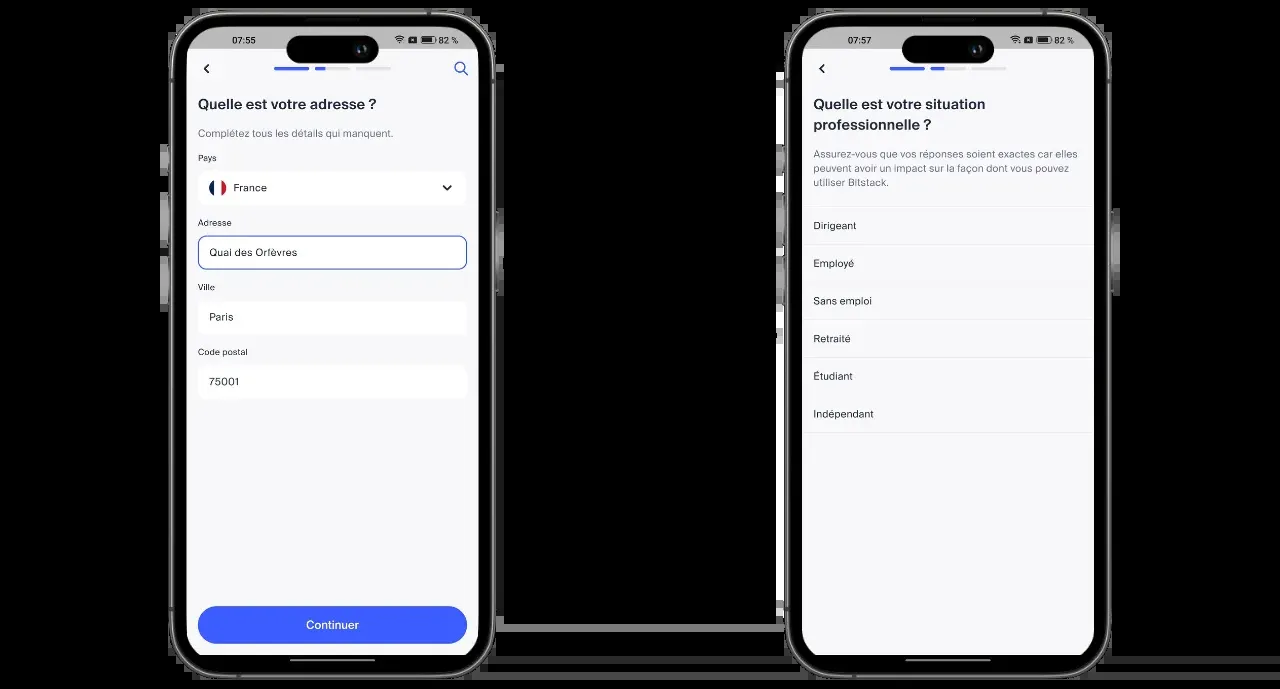 07:55
82 %
Quelle est votre adresse ?
Complétez tous les détails qui manquent.
Pays
France
Adresse
Quai des Orfèvres
Ville
Paris
Code postal
75001
Continuer
07:57
82 %
Quelle est votre situation
professionnelle ?
Assurez-vous que vos réponses soient exactes car elles
peuvent avoir un impact sur la façon dont vous pouvez
utiliser Bitstack.
Dirigeant
Employé
Sans emploi
Retraité
Étudiant
Indépendant